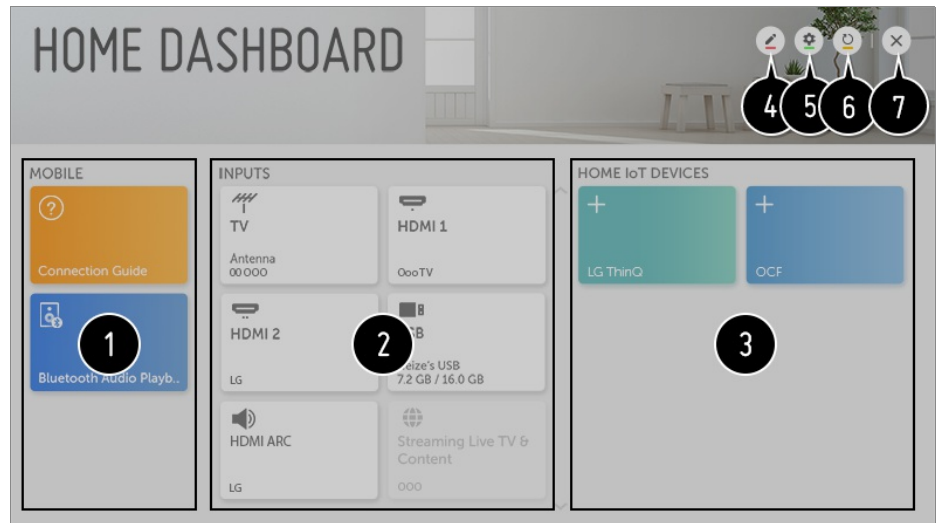 HOME DASHBOARD
4 5 6 7
MOBILE
Connection Guide
Bluetooth Audio Playb..
1
INPUTS
TV
Antenna
00 000
HDMI 1
OooTV
HDMI 2
LG
7.2 GB / 16.0 GB
2
HDMI ARC
LG
Streaming Live TV &
Content
000
HOME IoT DEVICES
LG ThinQ
OCF
3